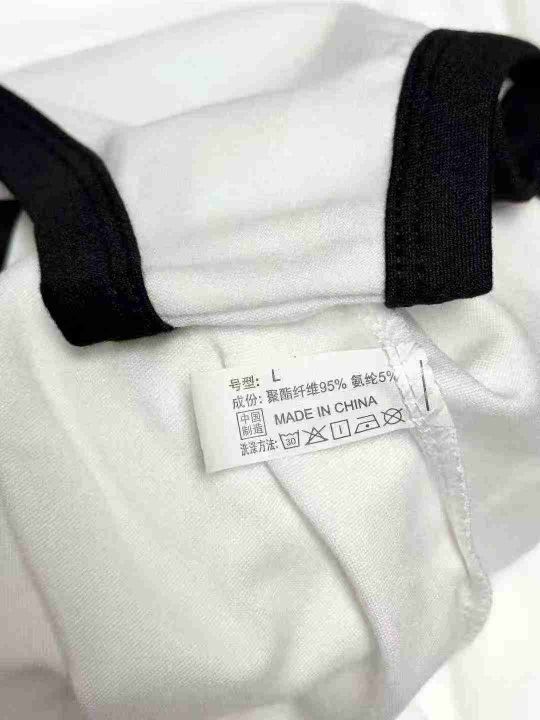 号型: L
成份: 聚酯纤维95% 氨纶5%
中国
制造
MADE IN CHINA
洗涤方法: 30